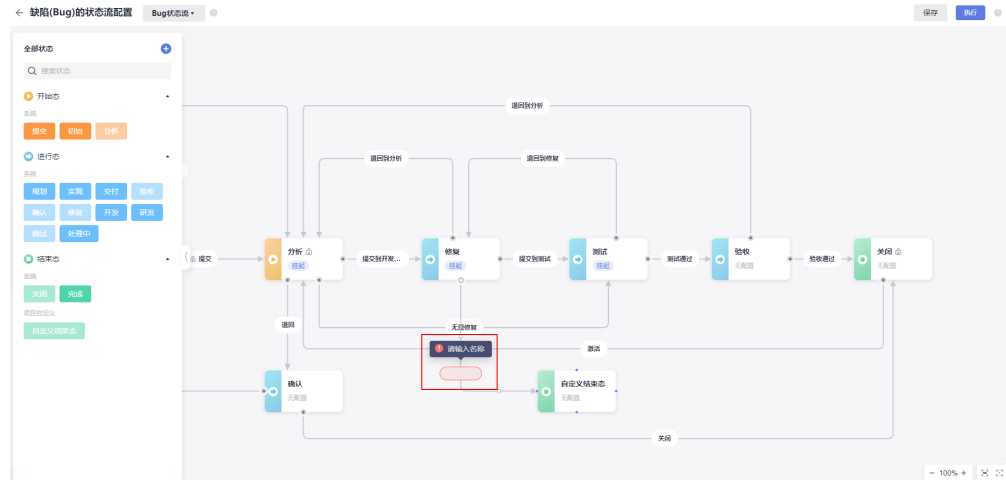 缺陷(Bug)的状态流配置
Bug状态流
保存
执行
全部状态
搜索状态
开始态
系统
提交 初始 分析
进行态
系统
规划 实现 交付 验收
确认 修复 开发 研发
测试 处理中
结束态
系统
关闭 完成
项目自定义
自定义结束态
退回到分析
退回到分析
退回到修复
提交
分析
挂起
提交到开发...
修复
挂起
提交到测试
测试
挂起
测试通过
验收
无配置
验收通过
关闭
无配置
退回
无需修复
请输入名称
激活
确认
无配置
自定义结束态
无配置
关闭
- 100% +